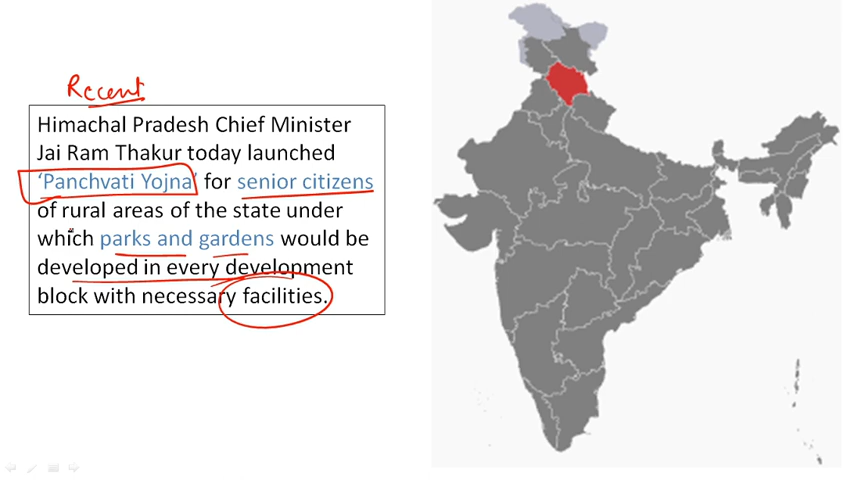 Recent
Himachal Pradesh Chief Minister
Jai Ram Thakur today launched
‘Panchvati Yojna’ for senior citizens
of rural areas of the state under
which parks and gardens would be
developed in every development
block with necessary facilities.